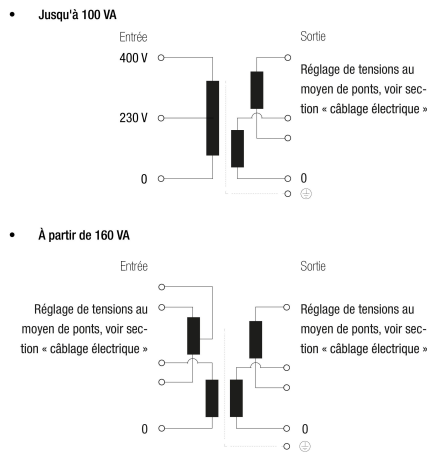 • Jusqu'à 100 VA
Entrée
Sortie
400 V
Réglage de tensions au
moyen de ponts, voir sec-
tion « câblage électrique »
230 V
0
0
• À partir de 160 VA
Entrée
Sortie
Réglage de tensions au
moyen de ponts, voir sec-
tion « câblage électrique »
Réglage de tensions au
moyen de ponts, voir sec-
tion « câblage électrique »
0
0